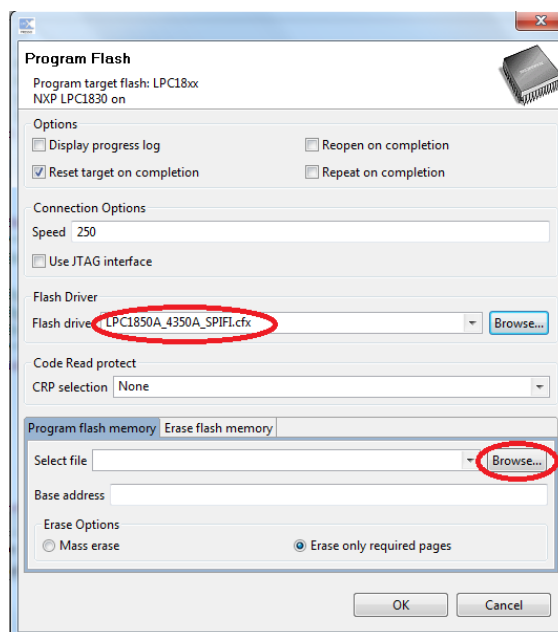 Program Flash
Program target flash: LPC18xx
NXP LPC1830 on
Options
Display progress log
Reopen on completion
Reset target on completion
Repeat on completion
Connection Options
Speed 250
Use JTAG interface
Flash Driver
Flash driver LPC1850A_4350A_SPIFI.cfx Browse...
Code Read protect
CRP selection None
Program flash memory Erase flash memory
Select file Browse...
Base address
Erase Options
Mass erase Erase only required pages
OK Cancel